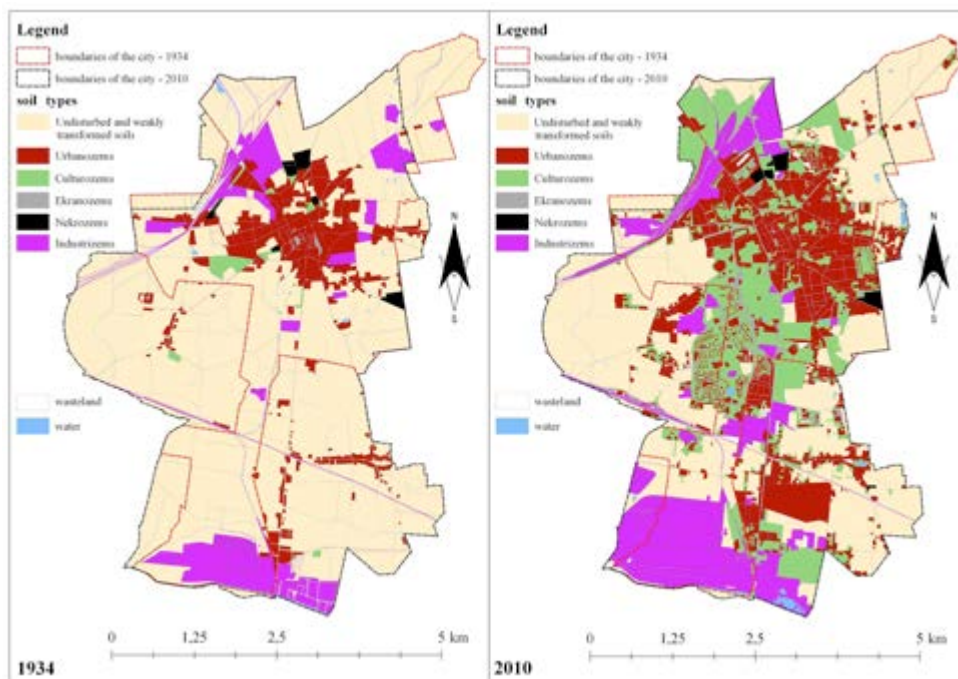 Legend
boundaries of the city - 1934
boundaries of the city - 2010
soil types
Undisturbed and weakly
transformed soils
Urbanozems
Culturozems
Ekranozems
Nekrozems
Industrizems
N
S
wasteland
water
0 1,25 2,5 5 km
1934
Legend
boundaries of the city - 1934
boundaries of the city - 2010
soil types
Undisturbed and weakly
transformed soils
Urbanozems
Culturozems
Ekranozems
Nekrozems
Industrizems
N
S
wasteland
water
0 1,25 2,5 5 km
2010